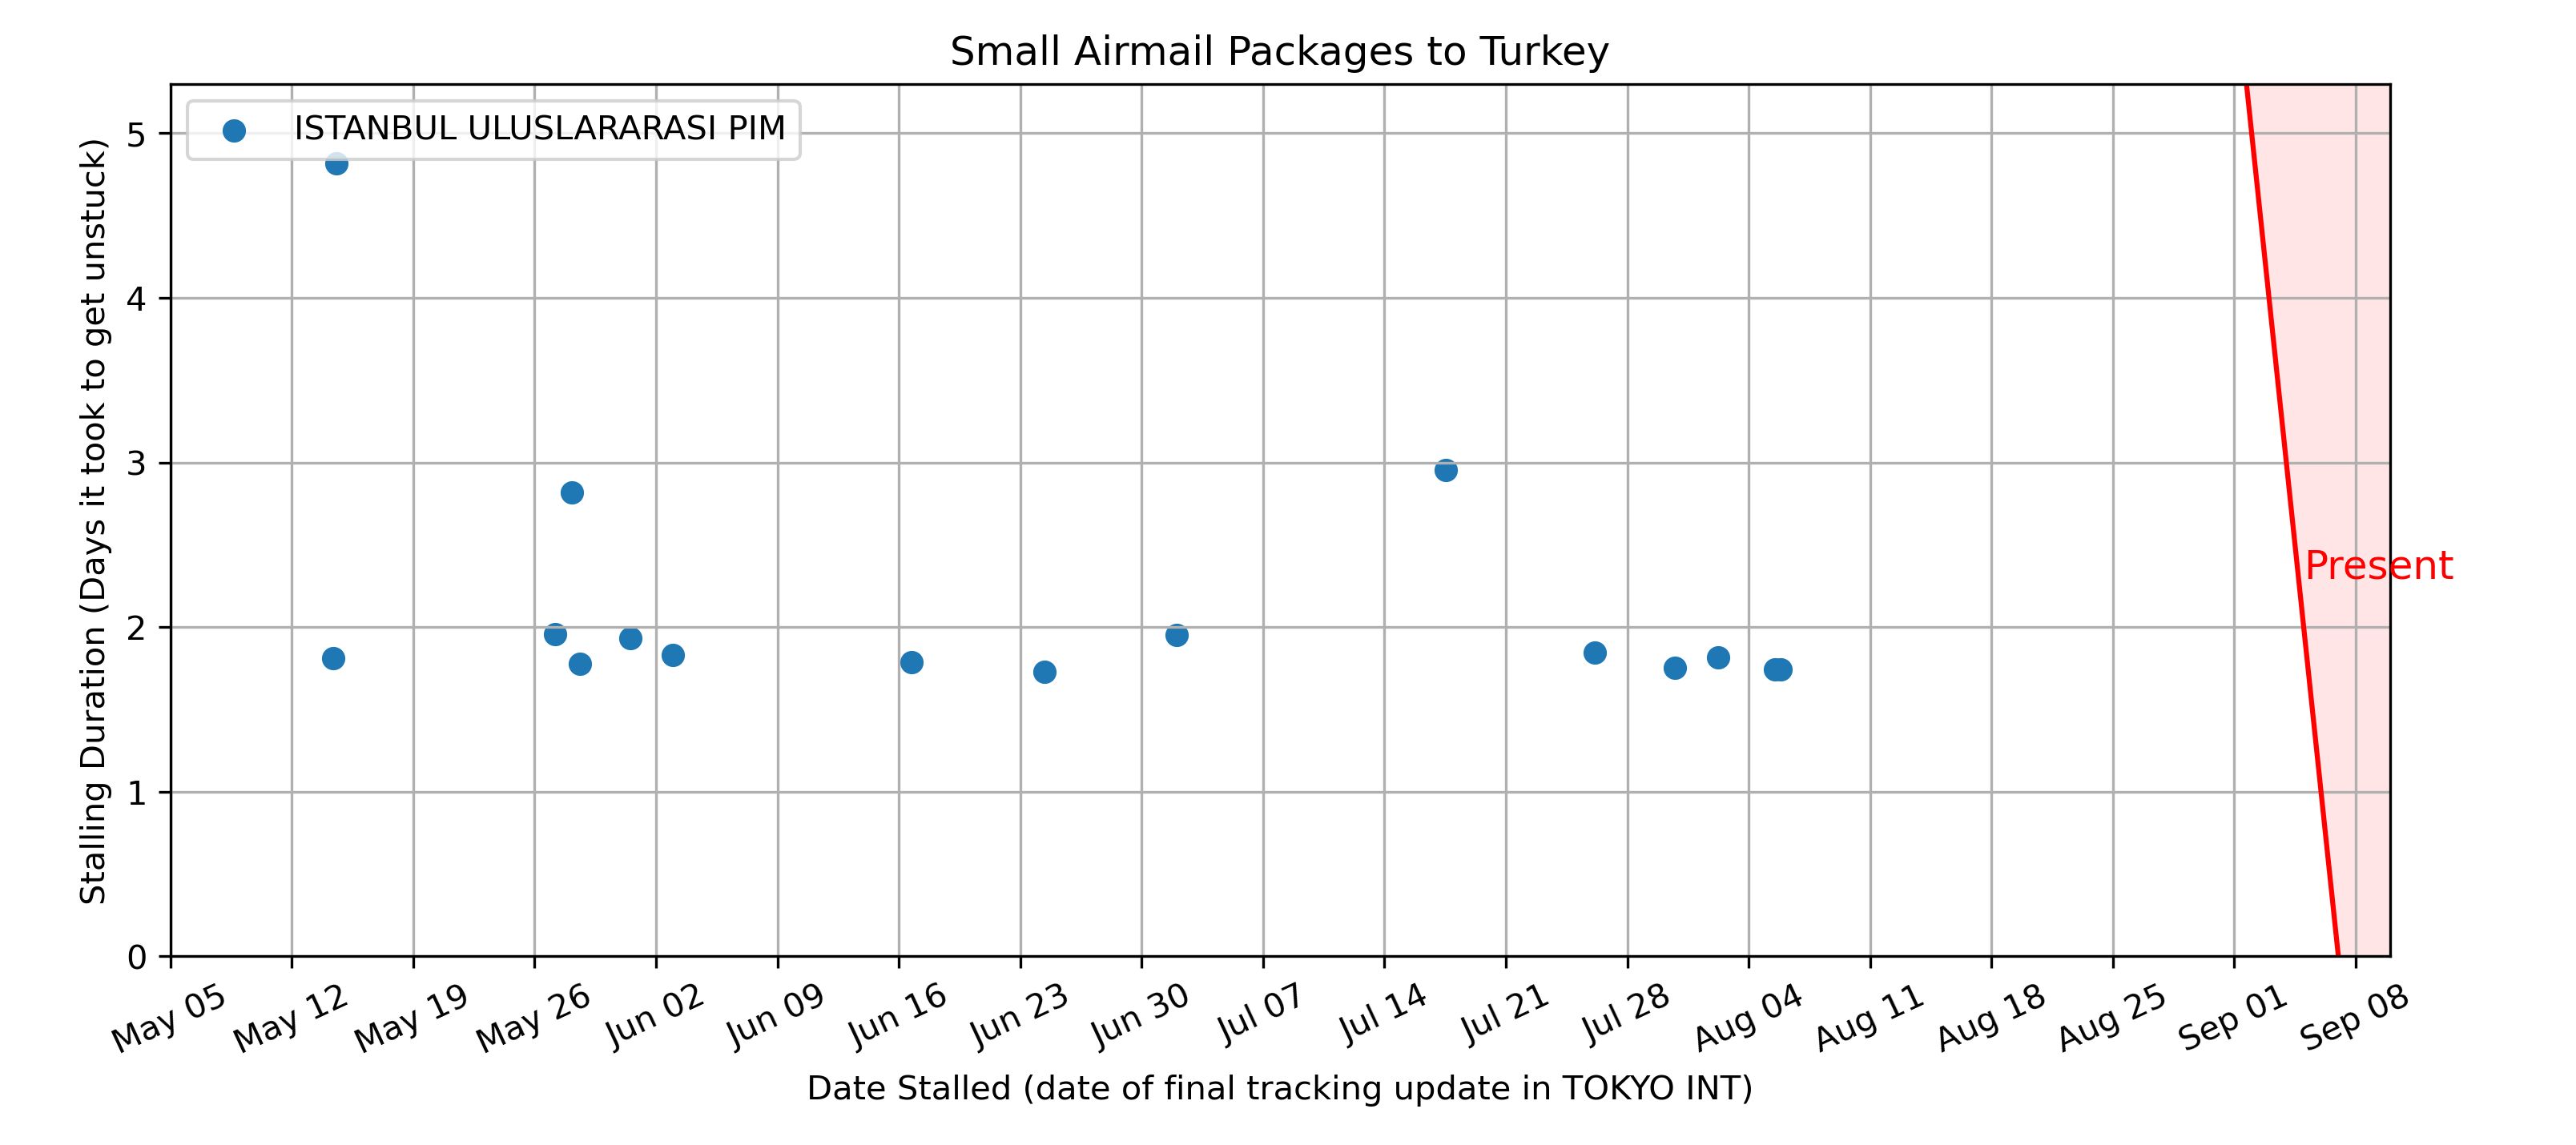 Small Airmail Packages to Turkey
ISTANBUL ULUSLARARASI PIM
Stalling Duration (Days it took to get unstuck)
5
4
3
2
1
0
Present
May 05
May 12
May 19
May 26
Jun 02
Jun 09
Jun 16
Jun 23
Jun 30
Jul 07
Jul 14
Jul 21
Jul 28
Aug 04
Aug 11
Aug 18
Aug 25
Sep 01
Sep 08
Date Stalled (date of final tracking update in TOKYO INT)